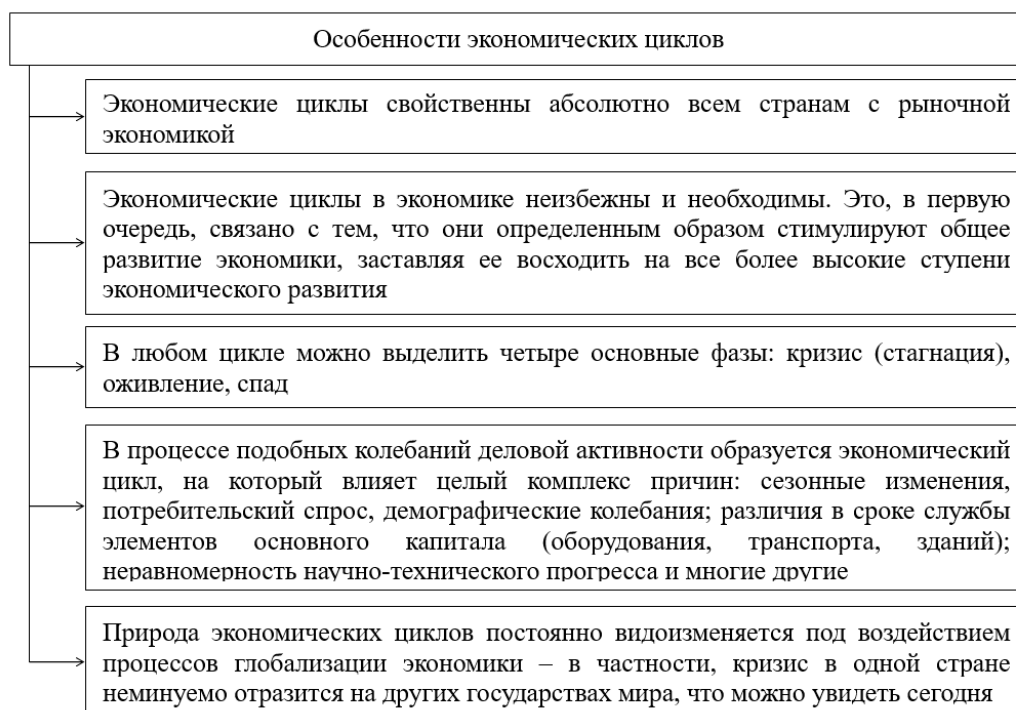 Особенности экономических циклов
Экономические циклы свойственны абсолютно всем странам с рыночной
экономикой
Экономические циклы в экономике неизбежны и необходимы. Это, в первую
очередь, связано с тем, что они определенным образом стимулируют общее
развитие экономики, заставляя ее восходить на все более высокие ступени
экономического развития
В любом цикле можно выделить четыре основные фазы: кризис (стагнация),
оживление, спад
В процессе подобных колебаний деловой активности образуется экономический
цикл, на который влияет целый комплекс причин: сезонные изменения,
потребительский спрос, демографические колебания; различия в сроке службы
элементов основного капитала (оборудования, транспорта, зданий);
неравномерность научно-технического прогресса и многие другие
Природа экономических циклов постоянно видоизменяется под воздействием
процессов глобализации экономики – в частности, кризис в одной стране
неминуемо отразится на других государствах мира, что можно увидеть сегодня